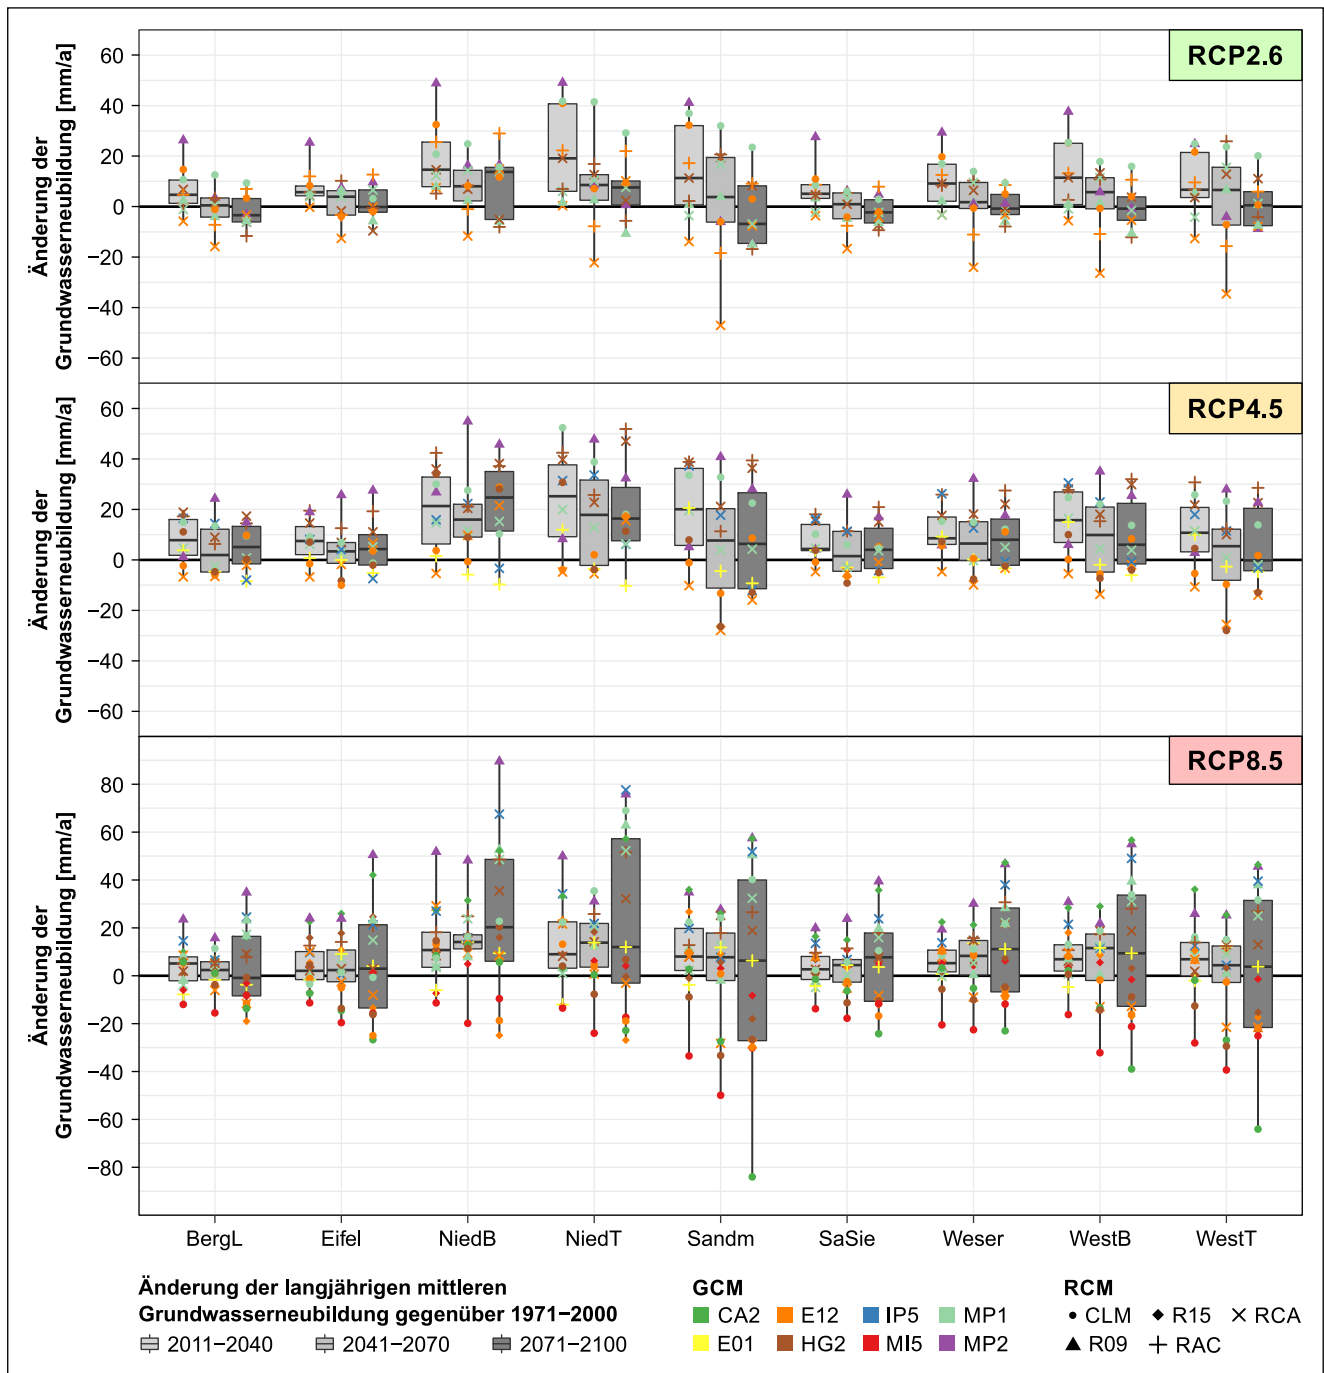 RCP2.6
Änderung der
Grundwasserneubildung [mm/a]
60
40
20
0
−20
−40
−60
RCP4.5
Änderung der
Grundwasserneubildung [mm/a]
60
40
20
0
−20
−40
−60
RCP8.5
Änderung der
Grundwasserneubildung [mm/a]
80
60
40
20
0
−20
−40
−60
−80
BergL Eifel NiedB NiedT Sandm SaSie Weser WestB WestT
Änderung der langjährigen mittleren
Grundwasserneubildung gegenüber 1971−2000
2011−2040 2041−2070 2071−2100
GCM
CA2 E12 IP5 MP1
E01 HG2 MI5 MP2
RCM
CLM R15 RCA
R09 RAC